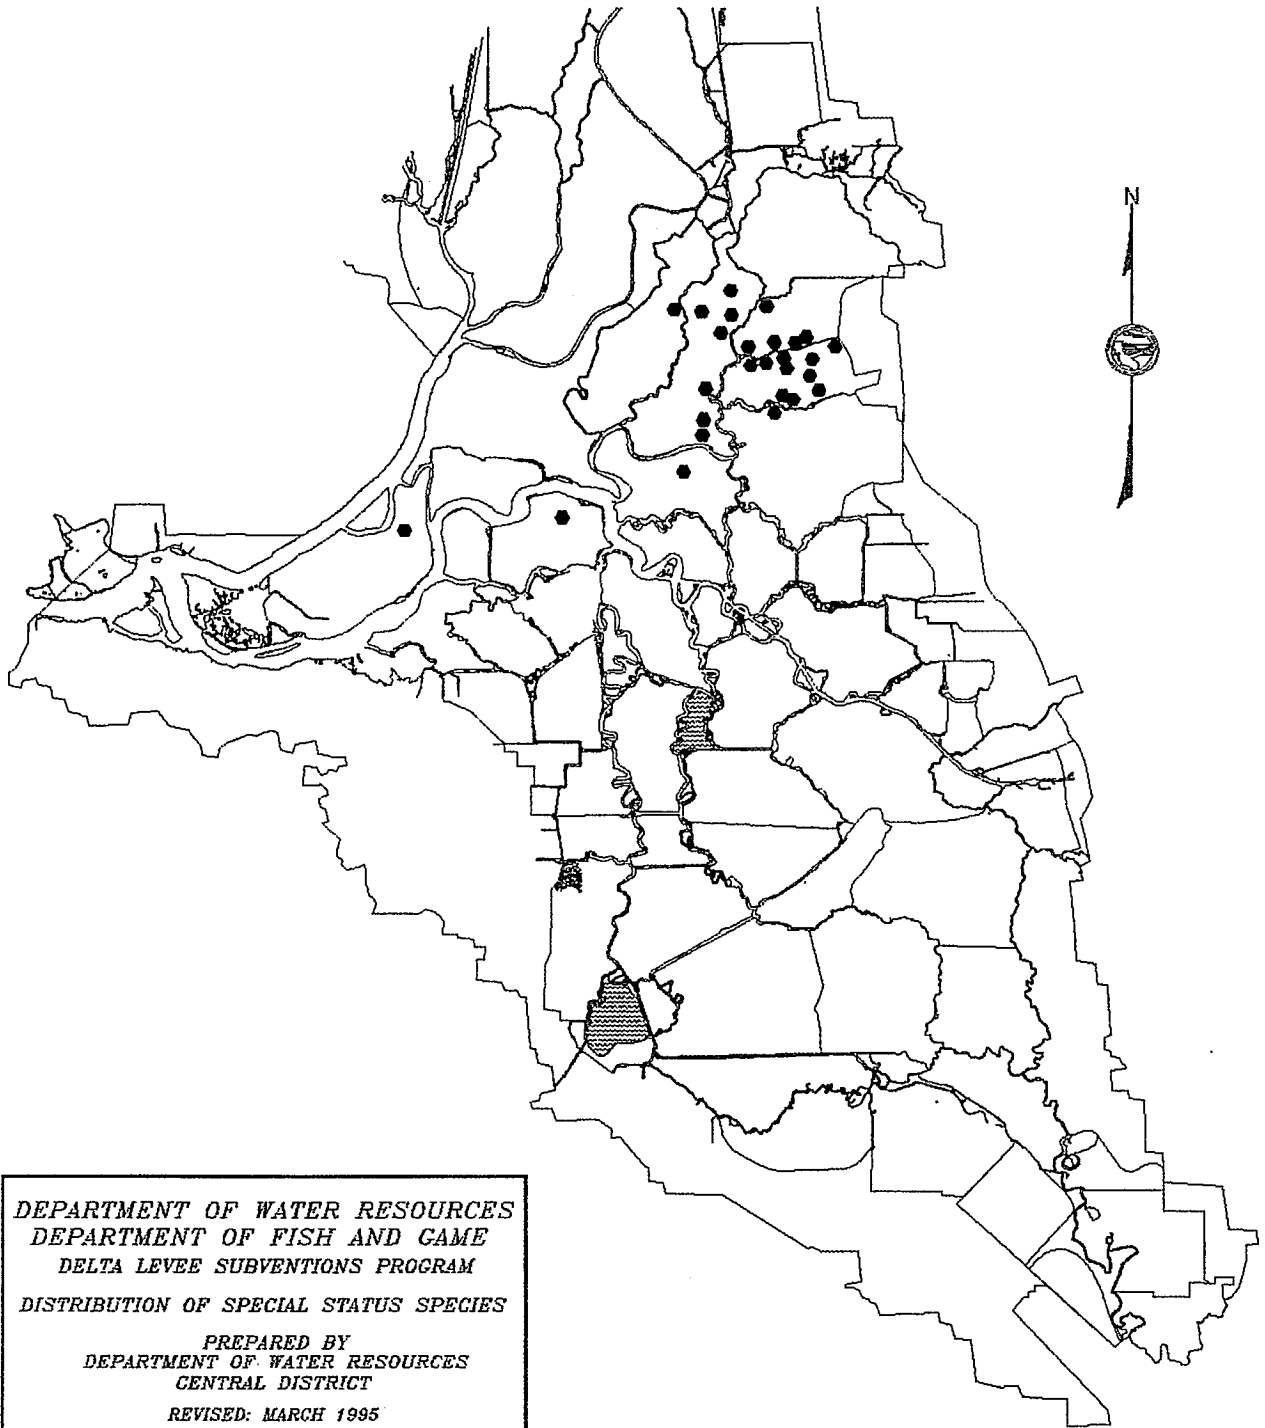 N
DEPARTMENT OF WATER RESOURCES
DEPARTMENT OF FISH AND GAME
DELTA LEVEE SUBVENTIONS PROGRAM
DISTRIBUTION OF SPECIAL STATUS SPECIES
PREPARED BY
DEPARTMENT OF WATER RESOURCES
CENTRAL DISTRICT
REVISED: MARCH 1995